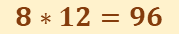 8 * 12 = 96